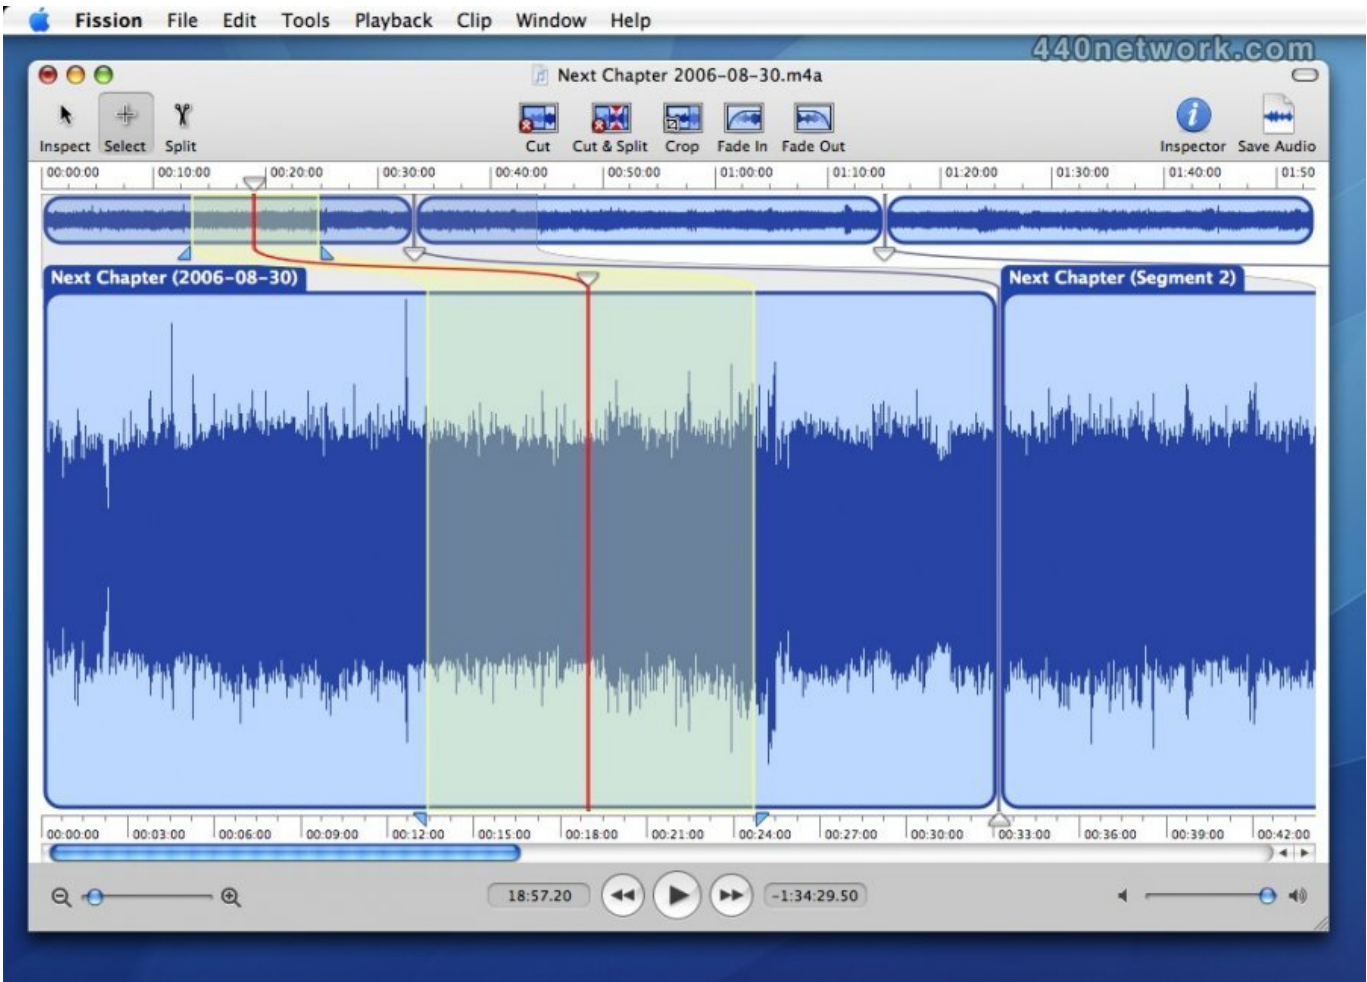 Fission File Edit Tools Playback Clip Window Help
440network.com
Next Chapter 2006-08-30.m4a
Inspect Select Split Cut Cut & Split Crop Fade In Fade Out Inspector Save Audio
00:00:00 00:10:00 00:20:00 00:30:00 00:40:00 00:50:00 01:00:00 01:10:00 01:20:00 01:30:00 01:40:00 01:50
Next Chapter (2006-08-30) Next Chapter (Segment 2)
00:00:00 00:03:00 00:06:00 00:09:00 00:12:00 00:15:00 00:18:00 00:21:00 00:24:00 00:27:00 00:30:00 00:33:00 00:36:00 00:39:00 00:42:00
18:57.20 -1:34:29.50